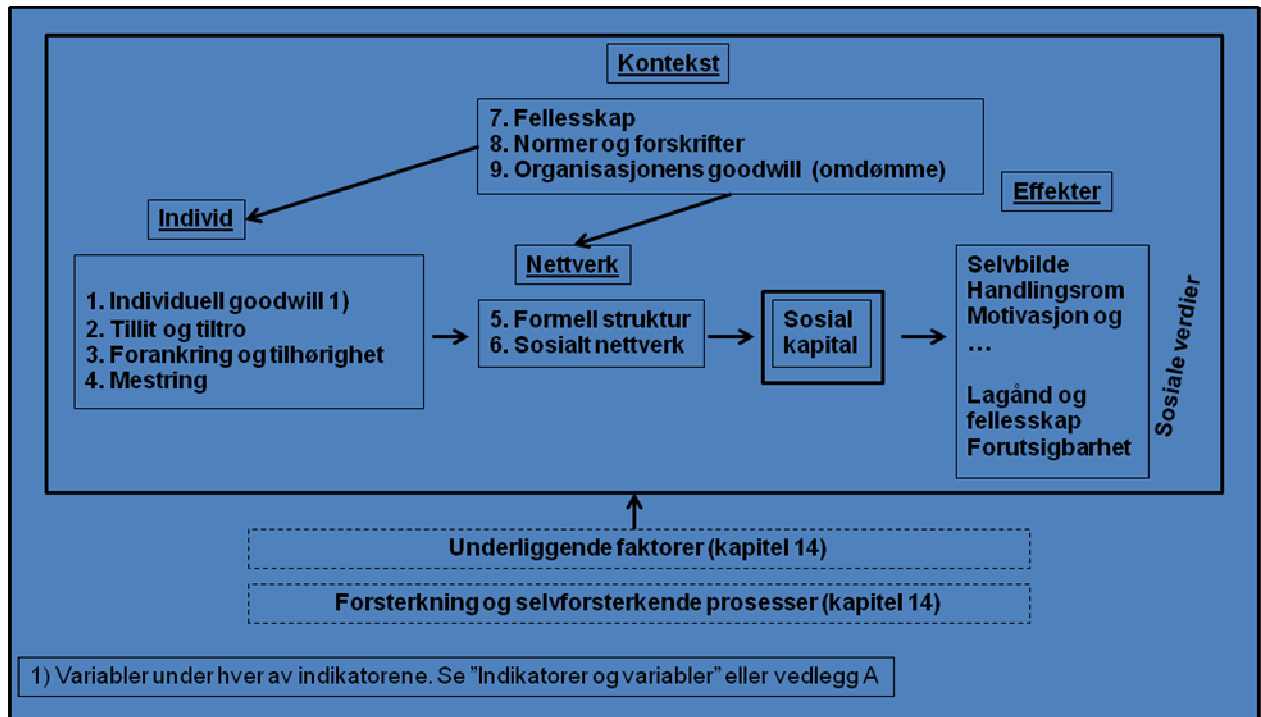 Kontekst
7. Fellesskap
8. Normer og forskrifter
9. Organisasjonens goodwill (omdømme)
Individ
1. Individuell goodwill 1)
2. Tillit og tiltro
3. Forankring og tilhørighet
4. Mestring
Nettverk
5. Formell struktur
6. Sosialt nettverk
Sosial
kapital
Effekter
Selvbilde
Handlingsrom
Motivasjon og
…
Lagånd og
fellesskap
Forutsigbarhet
Sosiale verdier
Underliggende faktorer (kapitel 14)
Forsterkning og selvforsterkende prosesser (kapitel 14)
1) Variabler under hver av indikatorene. Se ”Indikatorer og variabler” eller vedlegg A